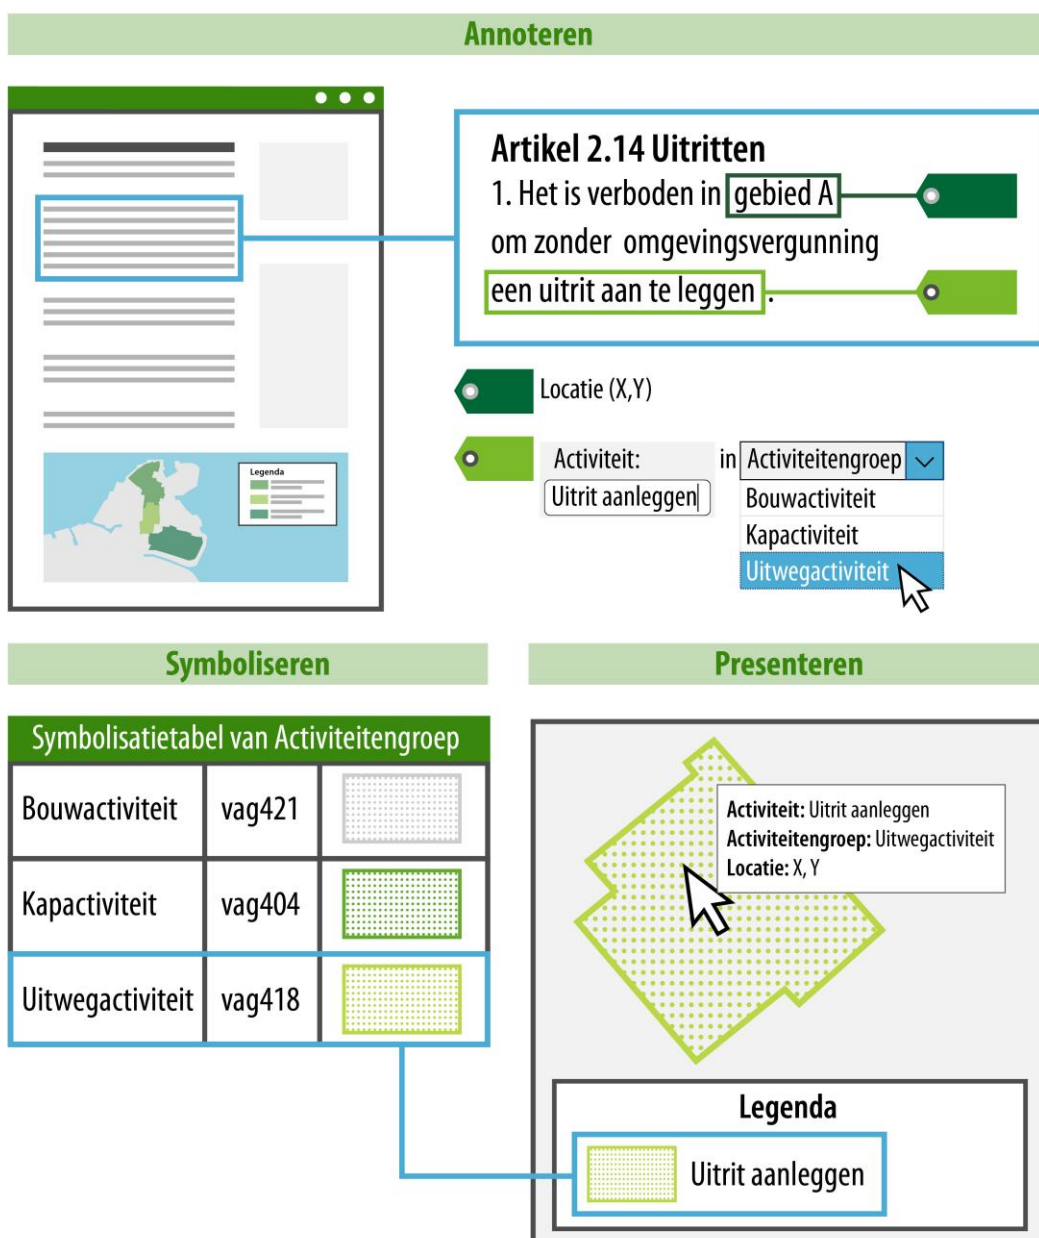 Annoteren
Artikel 2.14 Uitritten
1. Het is verboden in gebied A
om zonder omgevingsvergunning
een uitrit aan te leggen .
Legenda
Locatie (X,Y)
Activiteit:
Uitrit aanleggen
in Activiteitengroep
Bouwactiviteit
Kapactiviteit
Uitwegactiviteit
Symboliseren
Symbolisatietabel van Activiteitengroep
Bouwactiviteit vag421
Kapactiviteit vag404
Uitwegactiviteit vag418
Presenteren
Activiteit: Uitrit aanleggen
Activiteitengroep: Uitwegactiviteit
Locatie: X, Y
Legenda
Uitrit aanleggen